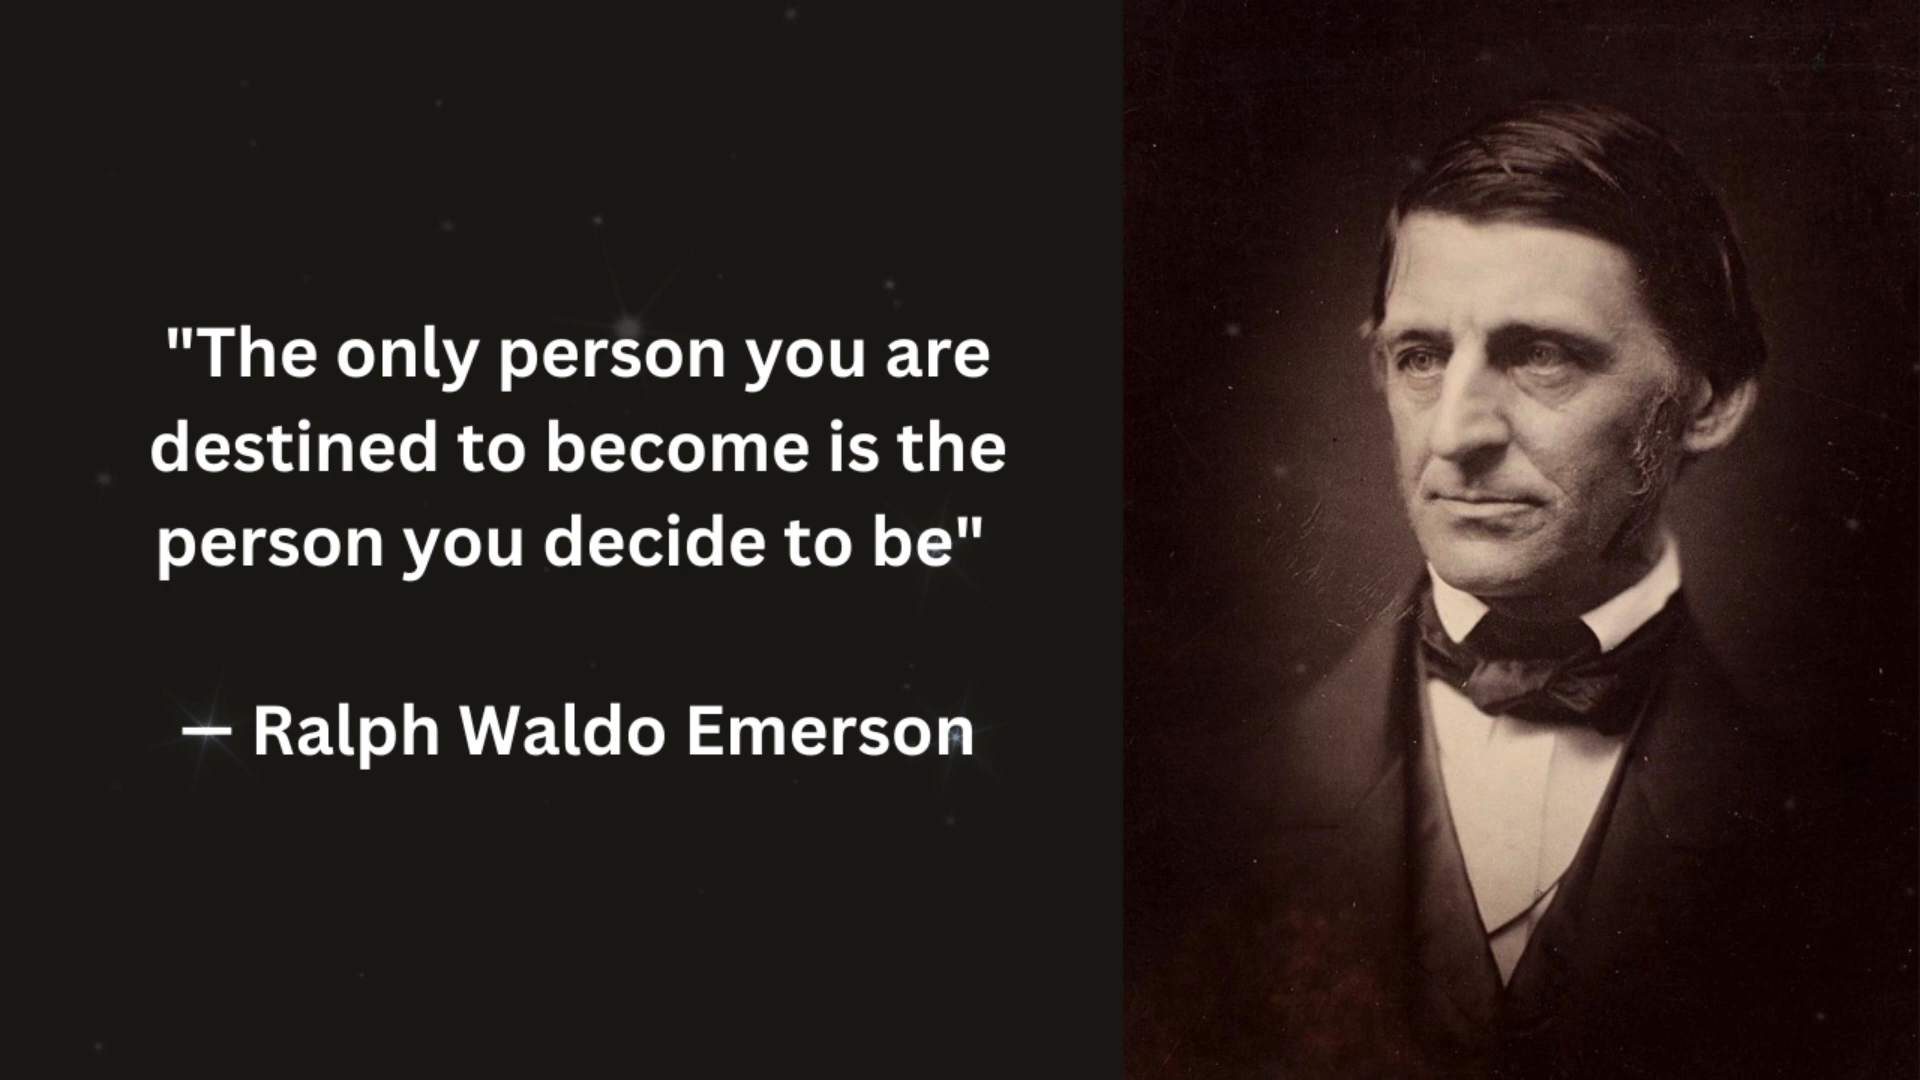 "The only person you are
destined to become is the
person you decide to be"
— Ralph Waldo Emerson